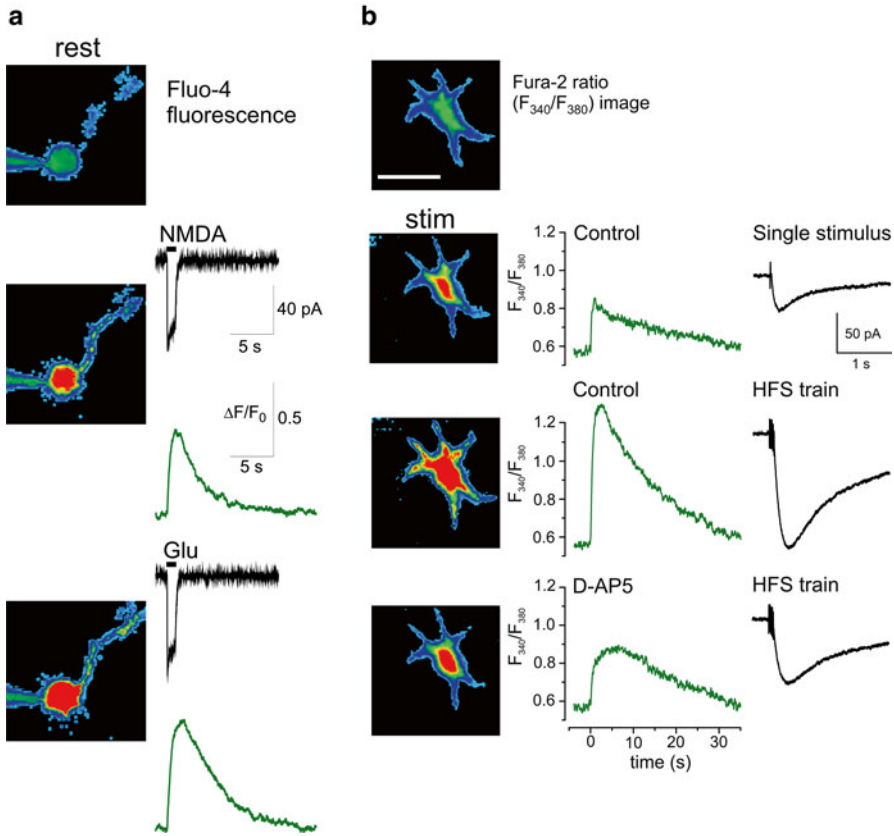 a
rest
Fluo-4
fluorescence
NMDA
40 pA
5 s
ΔF/F0
0.5
5 s
Glu
b
Fura-2 ratio
(F340/F380) image
stim
Control
Single stimulus
F340/F380
1.2
1.0
0.8
0.6
50 pA
1 s
Control
HFS train
F340/F380
1.2
1.0
0.8
0.6
D-AP5
HFS train
F340/F380
1.2
1.0
0.8
0.6
0 10 20 30
time (s)